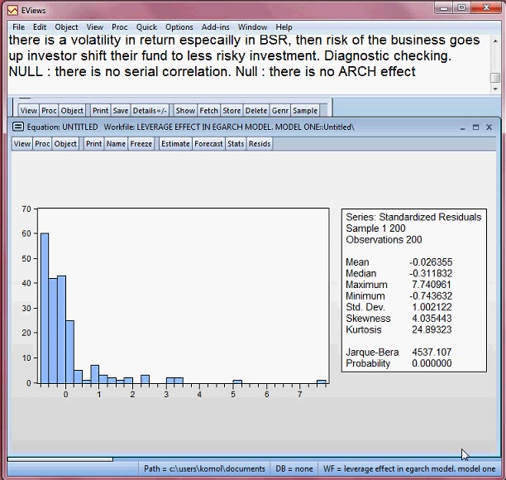 EViews
File Edit Object View Proc Quick Options Add-ins Window Help
there is a volatility in return especailly in BSR, then risk of the business goes
up investor shift their fund to less risky investment. Diagnostic checking.
NULL : there is no serial correlation. Null : there is no ARCH effect
View Proc Object Print Save Details+/- Show Fetch Store Delete Genr Sample
Equation: UNTITLED Workfile: LEVERAGE EFFECT IN EGARCH MODEL. MODEL ONE::Untitled\
View Proc Object Print Name Freeze Estimate Forecast Stats Resids
70
60
50
40
30
20
10
0
0 1 2 3 4 5 6 7
Series: Standardized Residuals
Sample 1 200
Observations 200
Mean -0.026355
Median -0.311832
Maximum 7.740961
Minimum -0.743632
Std. Dev. 1.002122
Skewness 4.035443
Kurtosis 24.89323
Jarque-Bera 4537.107
Probability 0.000000
Path = c:\users\komol\documents DB = none WF = leverage effect in egarch model. model one